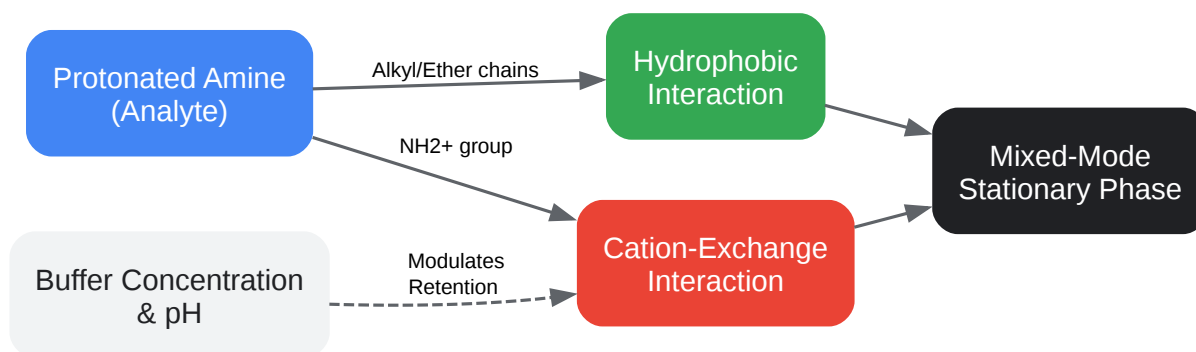 Protonated Amine
(Analyte)
Alkyl/Ether chains
Hydrophobic
Interaction
NH2+ group
Mixed-Mode
Stationary Phase
Buffer Concentration
& pH
Modulates
Retention
Cation-Exchange
Interaction